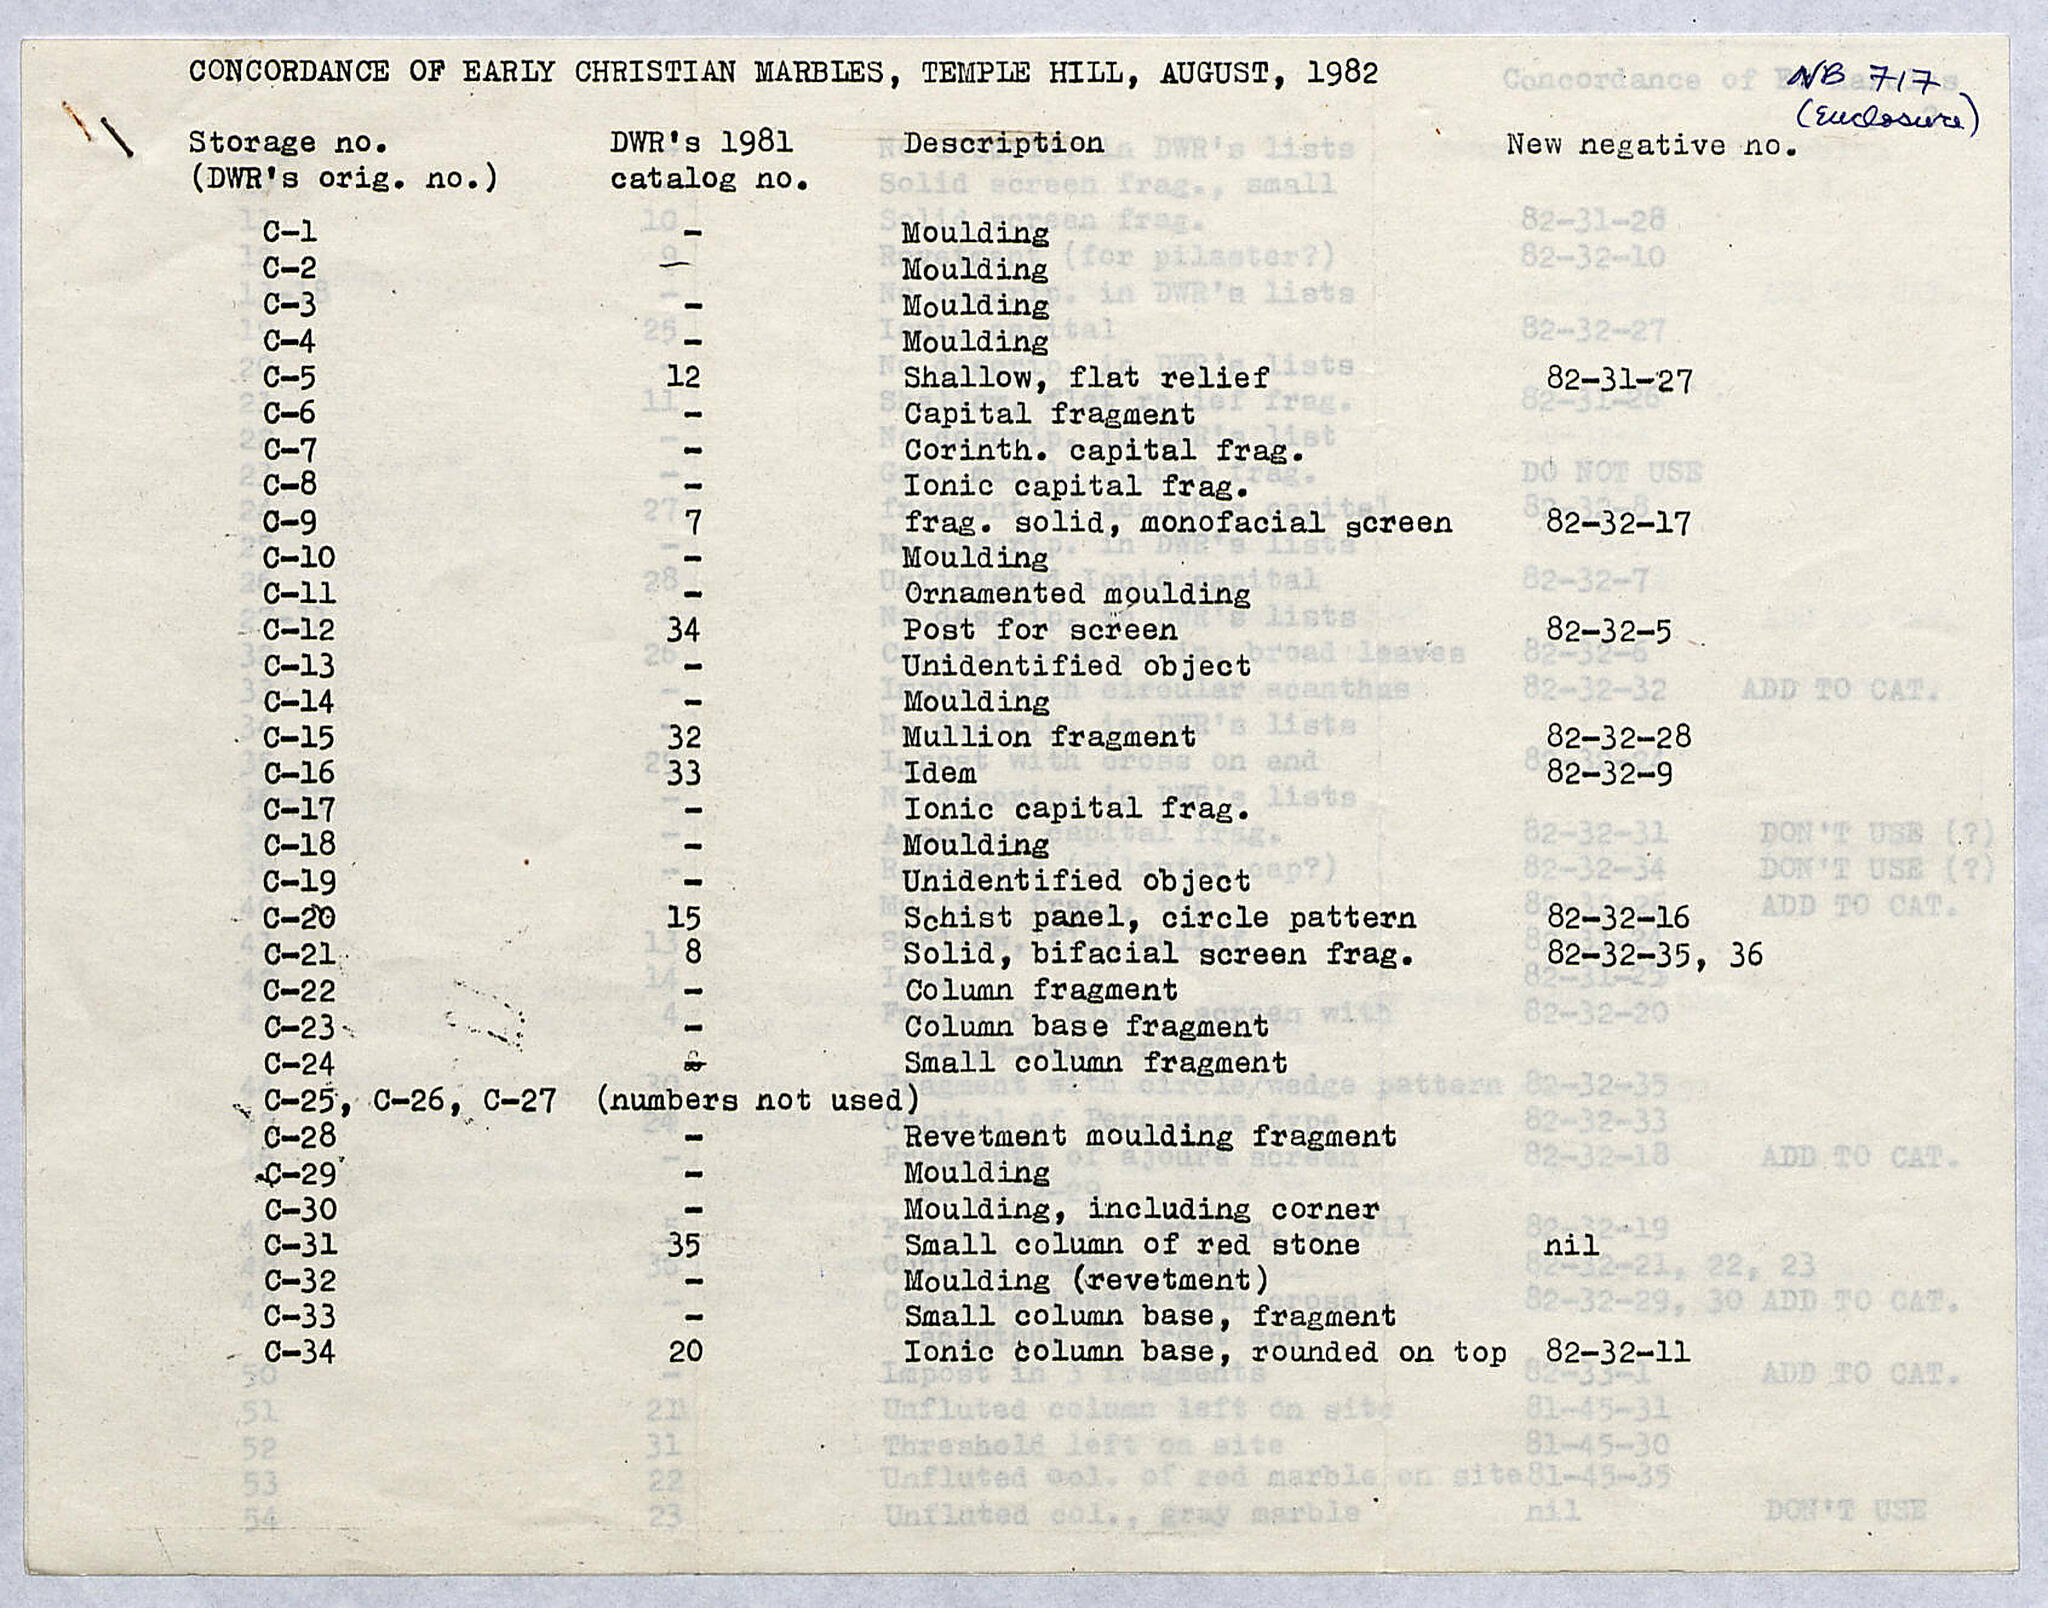 CONCORDANCE OF EARLY CHRISTIAN MARBLES, TEMPLE HILL, AUGUST, 1982
NB 717
(Enclosure)
Storage no. DWR's 1981 Description New negative no.
(DWR's orig. no.) catalog no.
C-1 - Moulding
C-2 - Moulding
C-3 - Moulding
C-4 - Moulding
C-5 12 Shallow, flat relief 82-31-27
C-6 - Capital fragment
C-7 - Corinth. capital frag.
C-8 - Ionic capital frag.
C-9 7 frag. solid, monofacial screen 82-32-17
C-10 - Moulding
C-11 - Ornamented moulding
C-12 34 Post for screen 82-32-5
C-13 - Unidentified object
C-14 - Moulding
C-15 32 Mullion fragment 82-32-28
C-16 33 Idem 82-32-9
C-17 - Ionic capital frag.
C-18 - Moulding
C-19 - Unidentified object
C-20 15 Schist panel, circle pattern 82-32-16
C-21 8 Solid, bifacial screen frag. 82-32-35, 36
C-22 - Column fragment
C-23 - Column base fragment
C-24 - Small column fragment
C-25, C-26, C-27 (numbers not used)
C-28 - Revetment moulding fragment
C-29 - Moulding
C-30 - Moulding, including corner
C-31 35 Small column of red stone nil
C-32 - Moulding (revetment)
C-33 - Small column base, fragment
C-34 20 Ionic column base, rounded on top 82-32-11